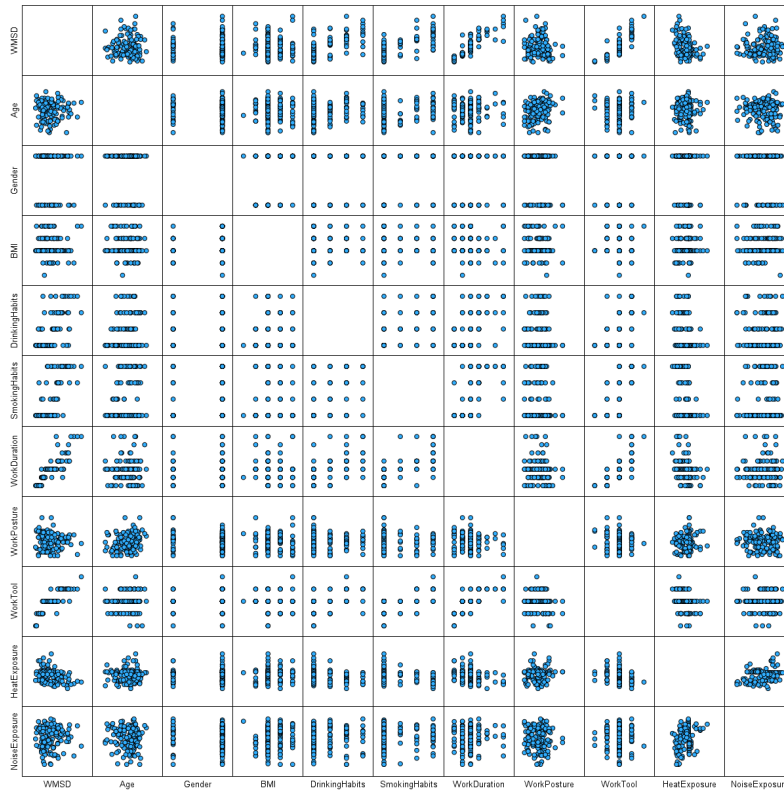 WMSD
Age
Gender
BMI
DrinkingHabits
SmokingHabits
WorkDuration
WorkPosture
WorkTool
HeatExposure
NoiseExposure
WMSD Age Gender BMI DrinkingHabits SmokingHabits WorkDuration WorkPosture WorkTool HeatExposure NoiseExposure